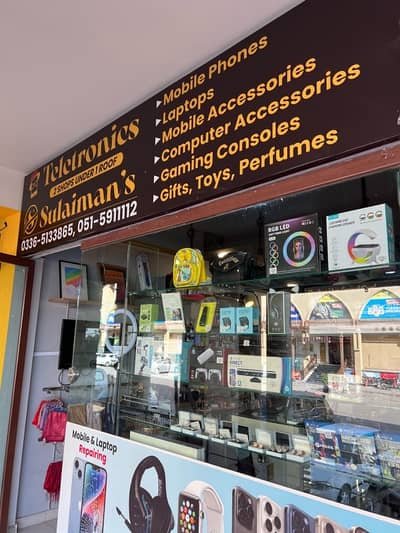 Teletronics
2 SHOPS UNDER 1 ROOF
Sulaiman's
0336-5133865, 051-5911112
▸Mobile Phones
▸Laptops
▸Mobile Accessories
▸Computer Accessories
▸Gaming Consoles
▸Gifts, Toys, Perfumes
RGB LED
Mobile & Laptop
Repairing